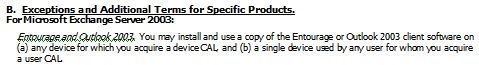 B. Exceptions and Additional Terms for Specific Products.
For Microsoft Exchange Server 2003:
Entourage and Outlook 2003. You may install and use a copy of the Entourage or Outlook 2003 client software on
(a) any device for which you acquire a device CAL, and (b) a single device used by any user for whom you acquire
a user CAL.